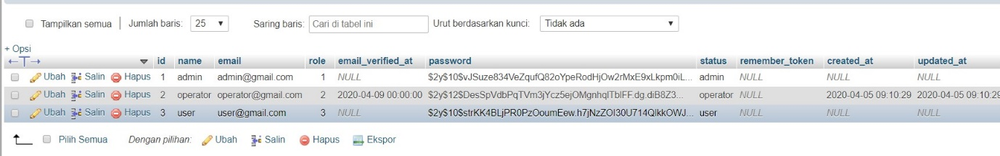 Tampilkan semua Jumlah baris: 25 Saring baris: Cari di tabel ini Urut berdasarkan kunci: Tidak ada
+ Opsi
id name email role email_verified_at password status remember_token created_at updated_at
Ubah Salin Hapus 1 admin admin@gmail.com 1 NULL $2y$10$vJSuze834VeZqufQ82oYpeRodHjOw2rMxE9xLkpm0iL... admin NULL NULL NULL
Ubah Salin Hapus 2 operator operator@gmail.com 2 2020-04-09 00:00:00 $2y$12$DesSpVdbPqTVm3jYcz5ejOMgnhqITblFF.dg.diB8Z3... operator NULL 2020-04-05 09:10:29 2020-04-05 09:10:29
Ubah Salin Hapus 3 user user@gmail.com 3 NULL $2y$10$strKK4BLjPR0PzOoumEew.h7jNzZOI30U714QIkkOWJ... user NULL NULL NULL
Pilih Semua Dengan pilihan: Ubah Salin Hapus Ekspor